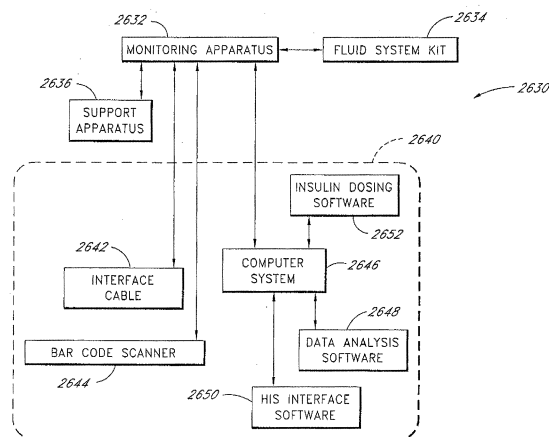 2632
2634
MONITORING APPARATUS
FLUID SYSTEM KIT
2636
2630
SUPPORT
APPARATUS
2640
INSULIN DOSING
SOFTWARE
2652
2642
COMPUTER
SYSTEM
2646
INTERFACE
CABLE
2648
BAR CODE SCANNER
DATA ANALYSIS
SOFTWARE
2644
2650
HIS INTERFACE
SOFTWARE